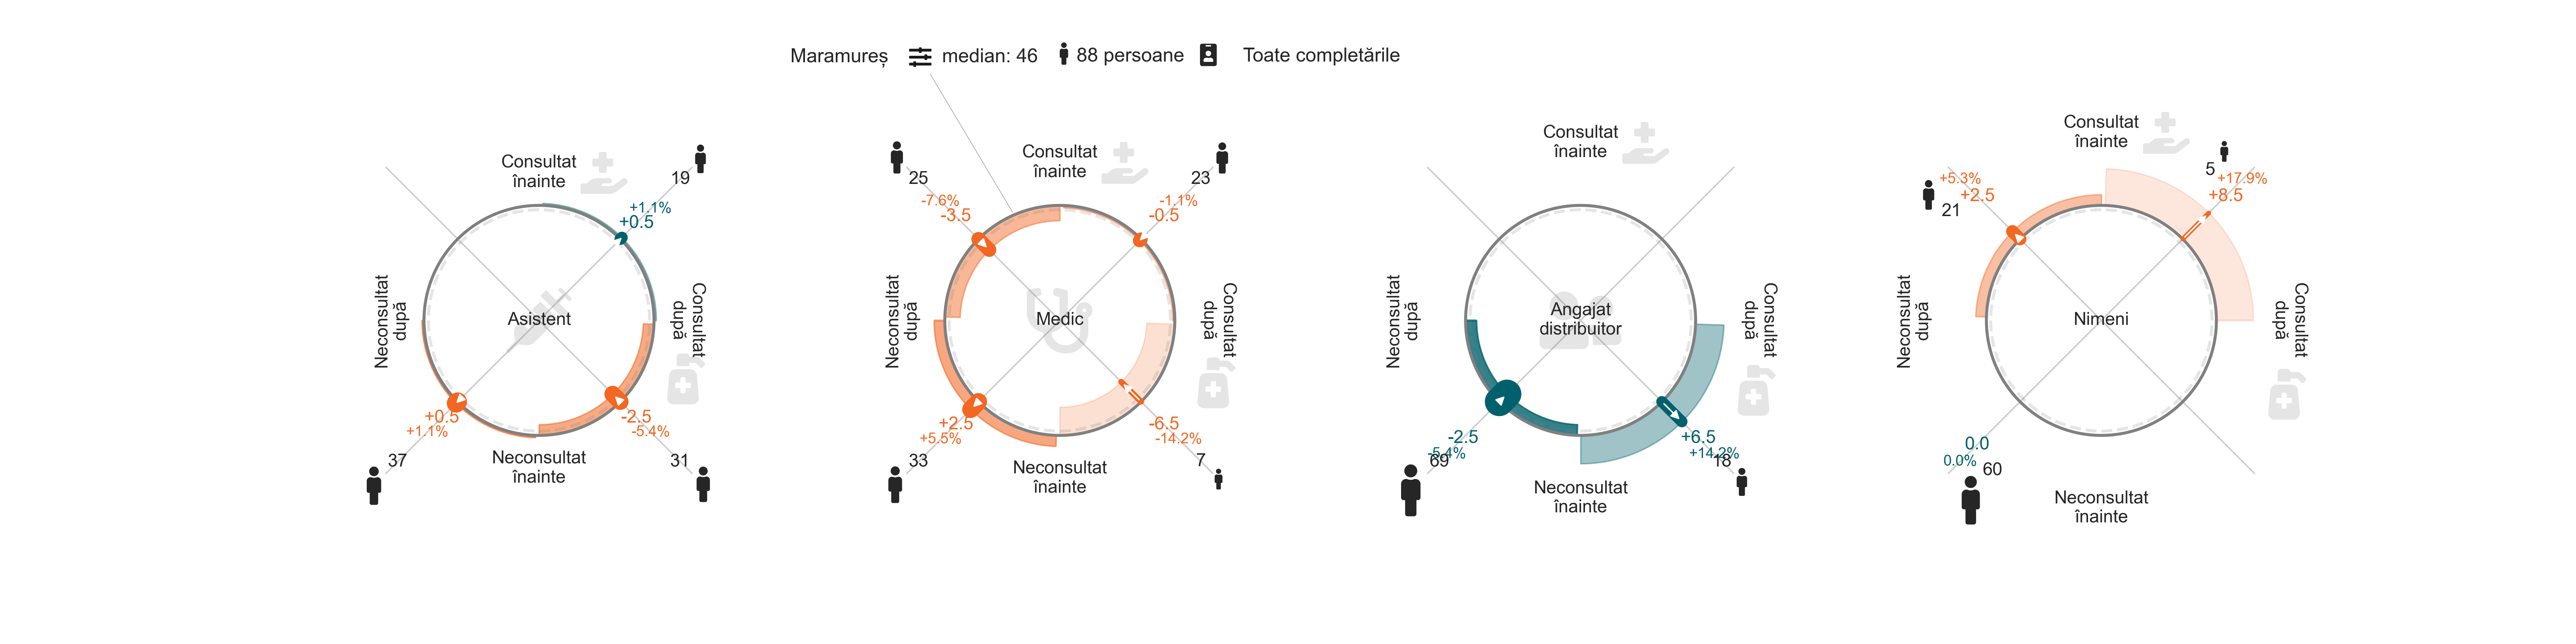 Maramureș median: 46 88 persoane Toate completările
Consultat
înainte
19
+1.1%
+0.5
Neconsultat
după
Asistent
Consultat
după
+0.5
+1.1%
37
-2.5
-5.4%
31
Neconsultat
înainte
Consultat
înainte
25
-7.6%
-3.5
23
-1.1%
-0.5
Neconsultat
după
Medic
Consultat
după
+2.5
+5.5%
33
-6.5
-14.2%
7
Neconsultat
înainte
Consultat
înainte
Neconsultat
după
Angajat
distribuitor
Consultat
după
-2.5
-5.4%
69
+6.5
+14.2%
18
Neconsultat
înainte
Consultat
înainte
+5.3%
+2.5
21
5
+17.9%
+8.5
Neconsultat
după
Nimeni
Consultat
după
0.0
0.0%
60
Neconsultat
înainte